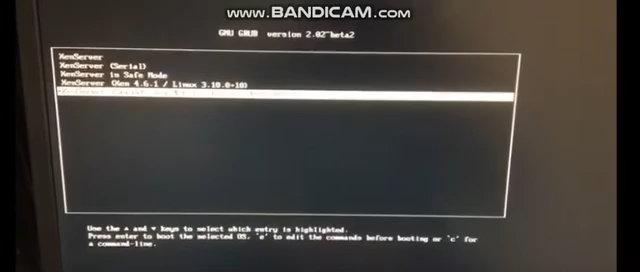 www.BANDICAM.com
GNU GRUB version 2.02~beta2
XenServer
XenServer (Serial)
XenServer in Safe Mode
XenServer (Xen 4.6.1 / Linux 3.10.0+10)
Use the ▲ and ▼ keys to select which entry is highlighted.
Press enter to boot the selected OS, `e' to edit the commands before booting or `c' for
a command-line.